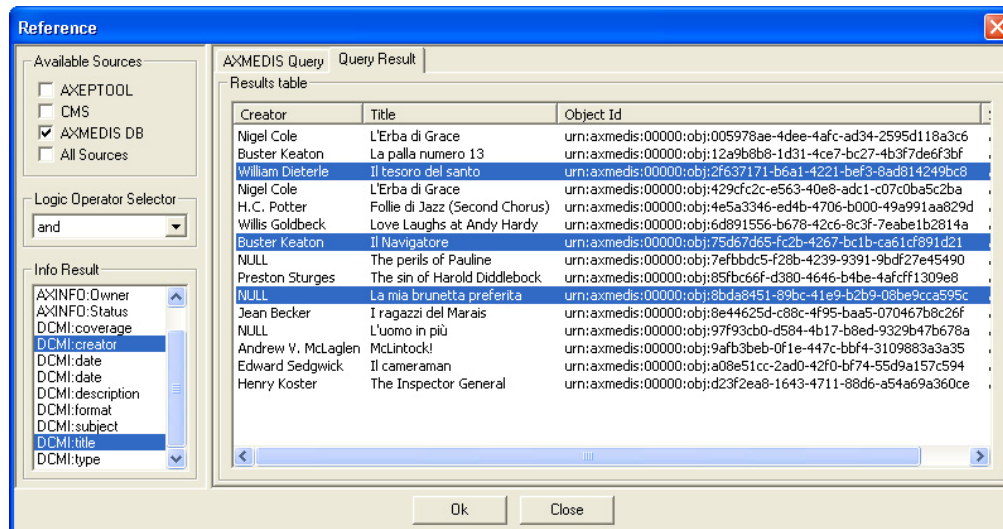 Reference
Available Sources
AXEPTOOL
CMS
AXMEDIS DB
All Sources
Logic Operator Selector
and
Info Result
AXINFO:Owner
AXINFO:Status
DCMI:coverage
DCMI:creator
DCMI:date
DCMI:date
DCMI:description
DCMI:format
DCMI:subject
DCMI:title
DCMI:type
AXMEDIS Query Query Result
Results table
Creator Title Object Id
Nigel Cole L'Erba di Grace urn:axmedis:00000:obj:005978ae-4dee-4afc-ad34-2595d118a3c6
Buster Keaton La palla numero 13 urn:axmedis:00000:obj:12a9b8b8-1d31-4ce7-bc27-4b3f7de6f3bf
William Dieterle Il tesoro del santo urn:axmedis:00000:obj:2f637171-b6a1-4221-bef3-8ad814249bc8
Nigel Cole L'Erba di Grace urn:axmedis:00000:obj:429cfc2c-e563-40e8-adc1-c07c0ba5c2ba
H.C. Potter Follie di Jazz (Second Chorus) urn:axmedis:00000:obj:4e5a3346-ed4b-4706-b000-49a991aa829d
Willis Goldbeck Love Laughs at Andy Hardy urn:axmedis:00000:obj:6d891556-b678-42c6-8c3f-7eabe1b2814a
Buster Keaton Il Navigatore urn:axmedis:00000:obj:75d67d65-fc2b-4267-bc1b-ca61cf891d21
NULL The perils of Pauline urn:axmedis:00000:obj:7efbbdc5-f28b-4239-9391-9bdf27e45490
Preston Sturges The sin of Harold Diddlebock urn:axmedis:00000:obj:85fbc66f-d380-4646-b4be-4afcff1309e8
NULL La mia brunetta preferita urn:axmedis:00000:obj:8bda8451-89bc-41e9-b2b9-08be9cca595c
Jean Becker I ragazzi del Marais urn:axmedis:00000:obj:8e44625d-c88c-4f95-baa5-070467b8c26f
NULL L'uomo in più urn:axmedis:00000:obj:97f93cb0-d584-4b17-b8ed-9329b47b678a
Andrew V. McLaglen McLintock! urn:axmedis:00000:obj:9afb3beb-0f1e-447c-bbf4-3109883a3a35
Edward Sedgwick Il cameraman urn:axmedis:00000:obj:a08e51cc-2ad0-42f0-bf74-55d9a157c594
Henry Koster The Inspector General urn:axmedis:00000:obj:d23f2ea8-1643-4711-88d6-a54a69a360ce
Ok Close